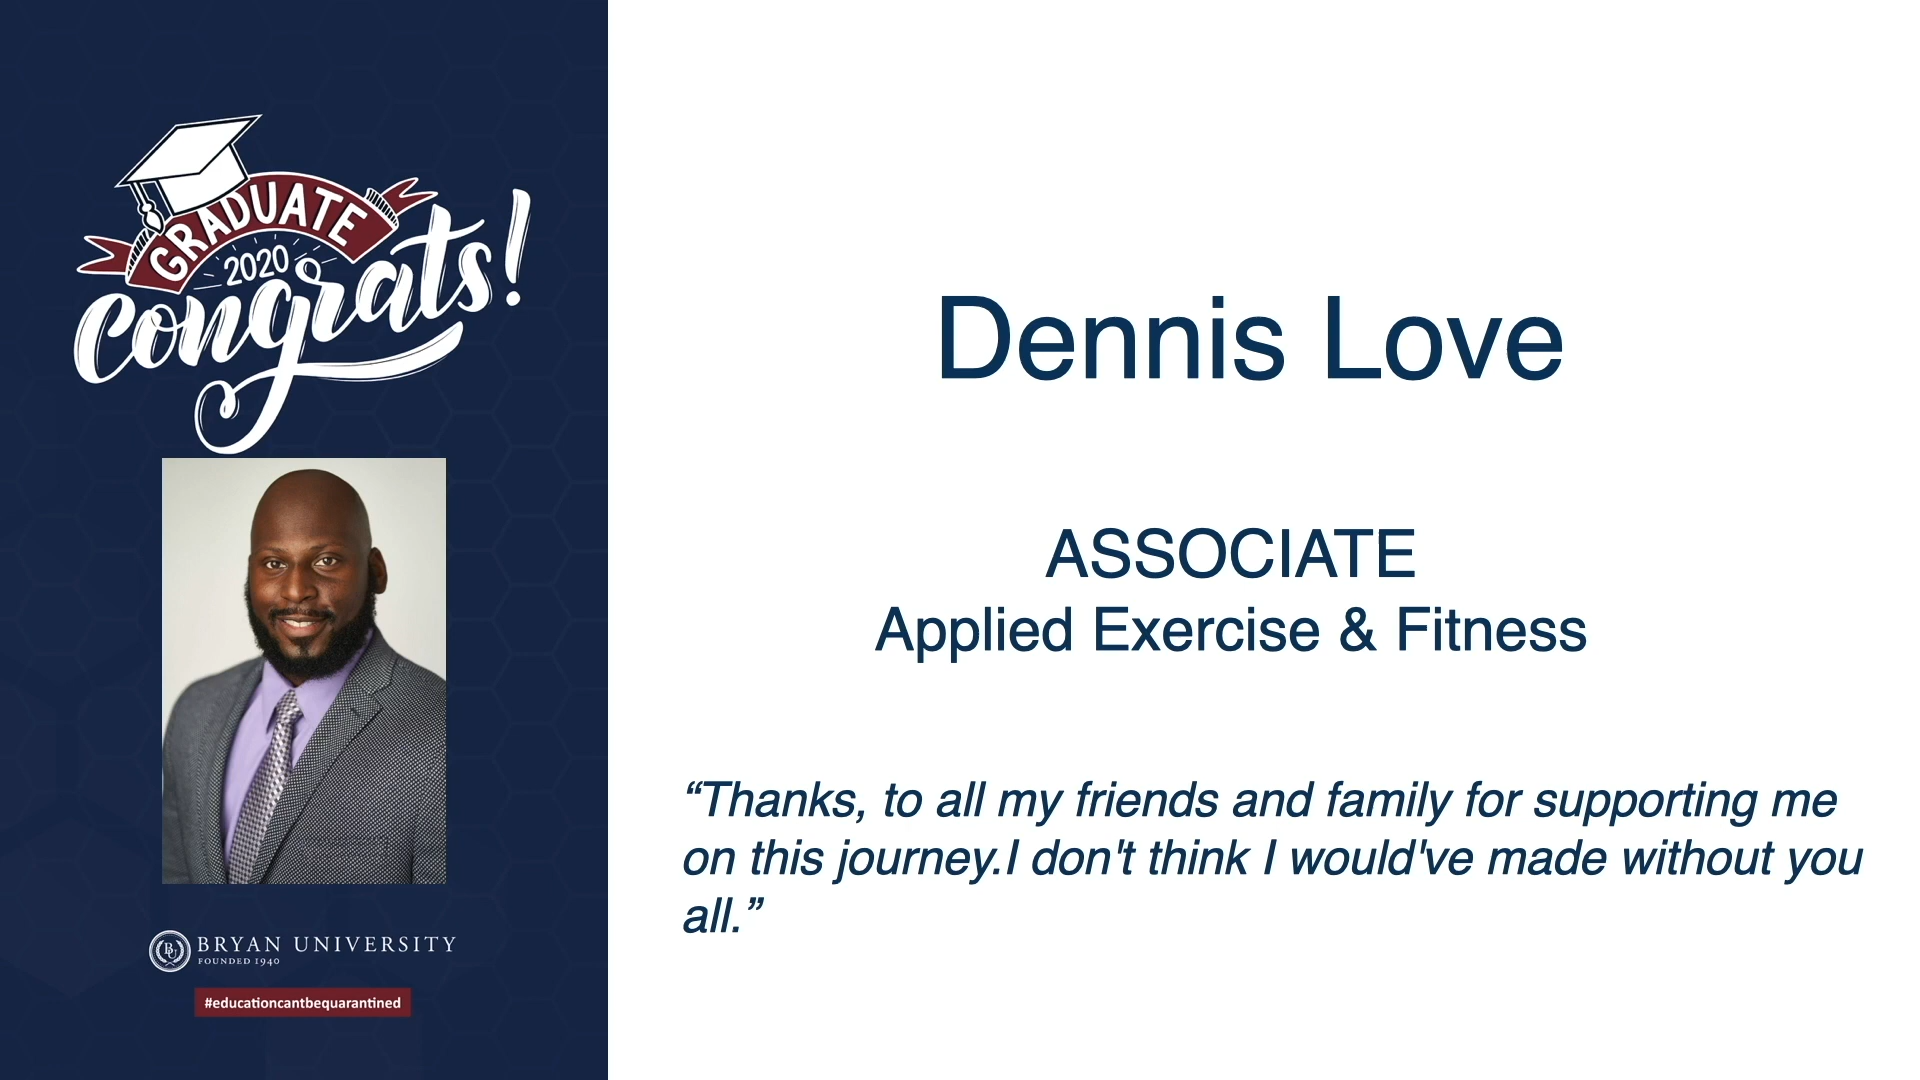 GRADUATE
2020
congrats!
BU
BRYAN UNIVERSITY
FOUNDED 1940
#educationcantbequarantined
Dennis Love
ASSOCIATE
Applied Exercise & Fitness
“Thanks, to all my friends and family for supporting me
on this journey.I don't think I would've made without you
all.”